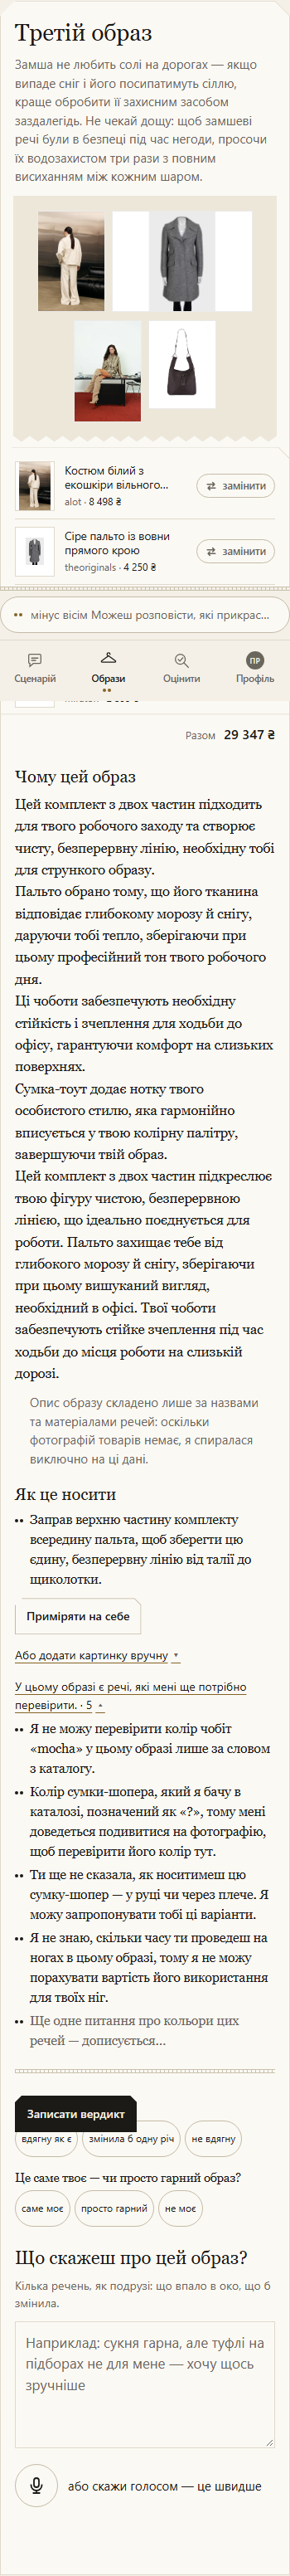 Третій образ
Замша не любить солі на дорогах — якщо
випаде сніг і його посипатимуть сіллю,
краще обробити її захисним засобом
заздалегідь. Не чекай дощу: щоб замшеві
речі були в безпеці під час негоди, просочи
їх водозахистом три рази з повним
висиханням між кожним шаром.
Костюм білий з
екошкіри вільного...
alot · 8 498 ₴
замінити
Сіре пальто із вовни
прямого крою
theoriginals · 4 250 ₴
замінити
мінус вісім Можеш розповісти, які прикрас...
Сценарій
Образи
Оцінити
ПР
Профіль
Разом 29 347 ₴
Чому цей образ
Цей комплект з двох частин підходить
для твого робочого заходу та створює
чисту, безперервну лінію, необхідну тобі
для стрункого образу.
Пальто обрано тому, що його тканина
відповідає глибокому морозу й снігу,
даруючи тобі тепло, зберігаючи при
цьому професійний тон твого робочого
дня.
Ці чоботи забезпечують необхідну
стійкість і зчеплення для ходьби до
офісу, гарантуючи комфорт на слизьких
поверхнях.
Сумка-тоут додає нотку твого
особистого стилю, яка гармонійно
вписується у твою колірну палітру,
завершуючи твій образ.
Цей комплект з двох частин підкреслює
твою фігуру чистою, безперервною
лінією, що ідеально поєднується для
роботи. Пальто захищає тебе від
глибокого морозу й снігу, зберігаючи
при цьому вишуканий вигляд,
необхідний в офісі. Твої чоботи
забезпечують стійке зчеплення під час
ходьби до місця роботи на слизькій
дорозі.
Опис образу складено лише за назвами
та матеріалами речей: оскільки
фотографій товарів немає, я спиралася
виключно на ці дані.
Як це носити
Заправ верхню частину комплекту
всередину пальта, щоб зберегти цю
єдину, безперервну лінію від талії до
щиколотки.
Приміряти на себе
Або додати картинку вручну
У цьому образі є речі, які мені ще потрібно
перевірити. · 5
Я не можу перевірити колір чобіт
«mocha» у цьому образі лише за словом
з каталогу.
Колір сумки-шопера, який я бачу в
каталозі, позначений як «?», тому мені
доведеться подивитися на фотографію,
щоб перевірити його колір тут.
Ти ще не сказала, як носитимеш цю
сумку-шопер — у руці чи через плече. Я
можу запропонувати тобі ці варіанти.
Я не знаю, скільки часу ти проведеш на
ногах в цьому образі, тому я не можу
порахувати вартість його використання
для твоїх ніг.
Ще одне питання про кольори цих
речей — дописується...
Записати вердикт
вдягну як є
змінила б одну річ
не вдягну
Це саме твоє — чи просто гарний образ?
саме моє
просто гарний
не моє
Що скажеш про цей образ?
Кілька речень, як подрузі: що впало в око, що б
змінила.
Наприклад: сукня гарна, але туфлі на
підборах не для мене — хочу щось
зручніше
або скажи голосом — це швидше